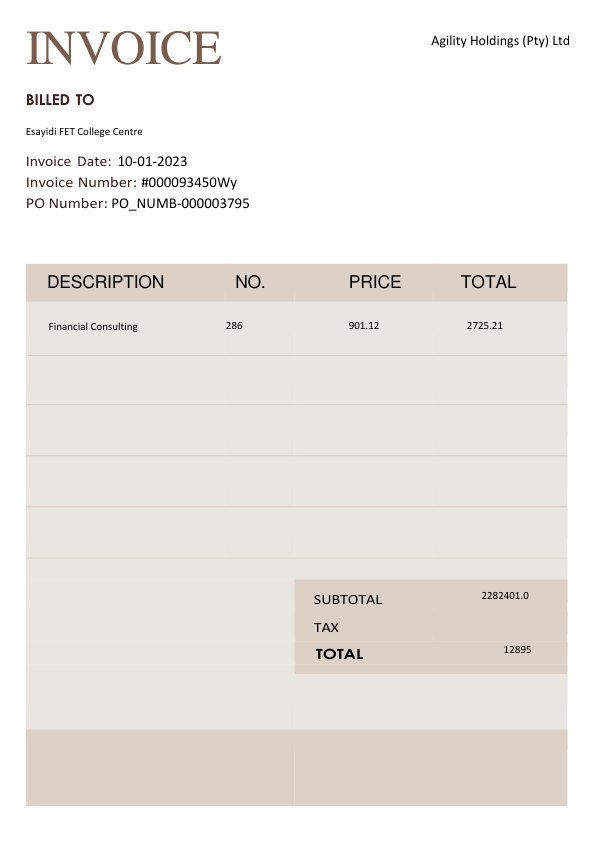 INVOICE
Agility Holdings (Pty) Ltd
BILLED TO
Esayidi FET College Centre
Invoice Date: 10-01-2023
Invoice Number: #000093450Wy
PO Number: PO_NUMB-000003795
DESCRIPTION NO. PRICE TOTAL
Financial Consulting 286 901.12 2725.21
SUBTOTAL 2282401.0
TAX
TOTAL 12895